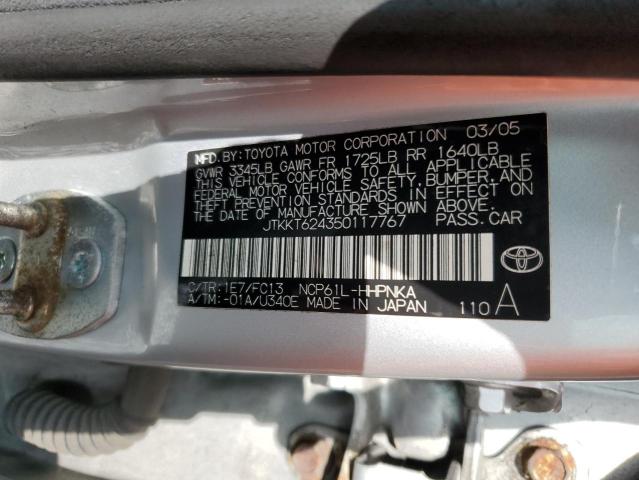 MFD. BY: TOYOTA MOTOR CORPORATION 03/05
GVWR 3345LB GAWR FR 1725LB RR 1640LB
THIS VEHICLE CONFORMS TO ALL APPLICABLE
FEDERAL MOTOR VEHICLE SAFETY, BUMPER, AND
THEFT PREVENTION STANDARDS IN EFFECT ON
THE DATE OF MANUFACTURE SHOWN ABOVE.
JTKKT624350117767 PASS. CAR
C/TR: 1E7/FC13 NCP61L-HHPNKA
A/TM: -01A/U340E MADE IN JAPAN 110 A